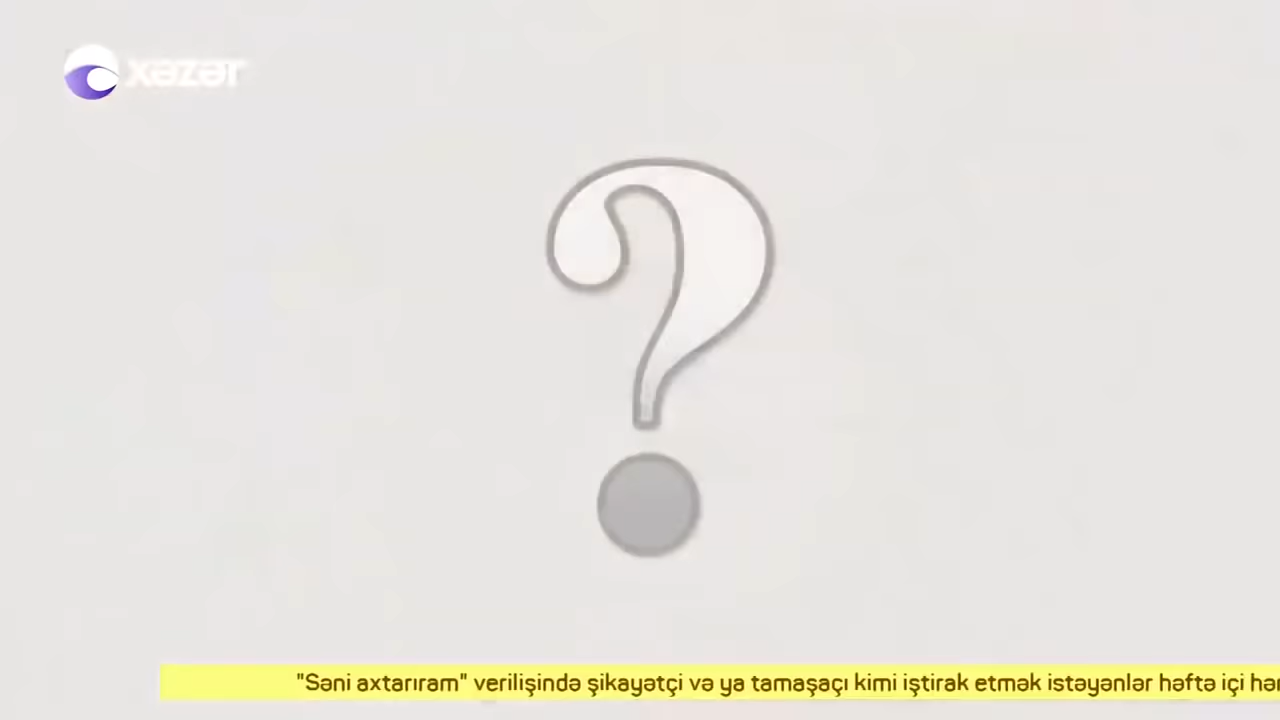 xəzər
?
"Səni axtarıram" verilişində şikayətçi və ya tamaşaçı kimi iştirak etmək istəyənlər həftə içi